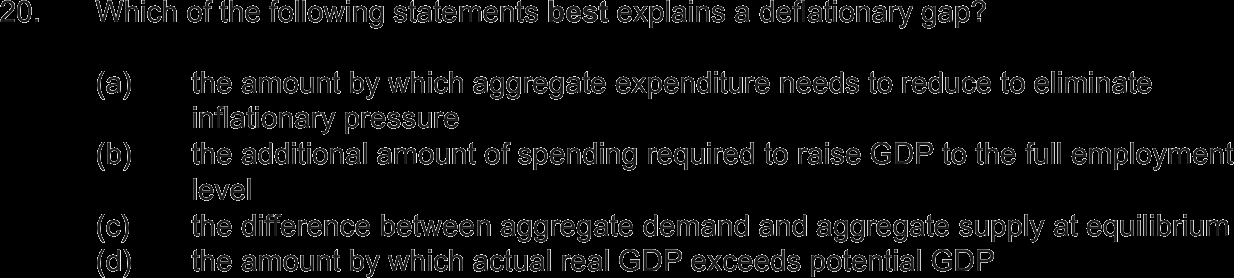 20. Which of the following statements best explains a deflationary gap?
(a) the amount by which aggregate expenditure needs to reduce to eliminate
inflationary pressure
(b) the additional amount of spending required to raise GDP to the full employment
level
(c) the difference between aggregate demand and aggregate supply at equilibrium
(d) the amount by which actual real GDP exceeds potential GDP